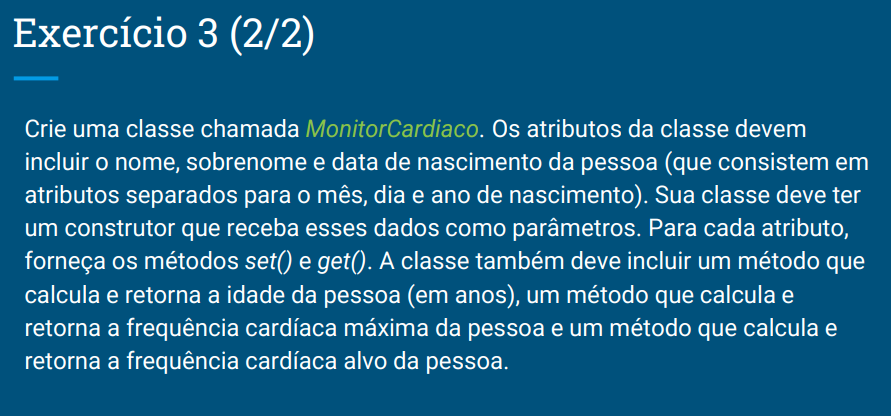 Exercício 3 (2/2)
Crie uma classe chamada MonitorCardiaco. Os atributos da classe devem
incluir o nome, sobrenome e data de nascimento da pessoa (que consistem em
atributos separados para o mês, dia e ano de nascimento). Sua classe deve ter
um construtor que receba esses dados como parâmetros. Para cada atributo,
forneça os métodos set() e get(). A classe também deve incluir um método que
calcula e retorna a idade da pessoa (em anos), um método que calcula e
retorna a frequência cardíaca máxima da pessoa e um método que calcula e
retorna a frequência cardíaca alvo da pessoa.